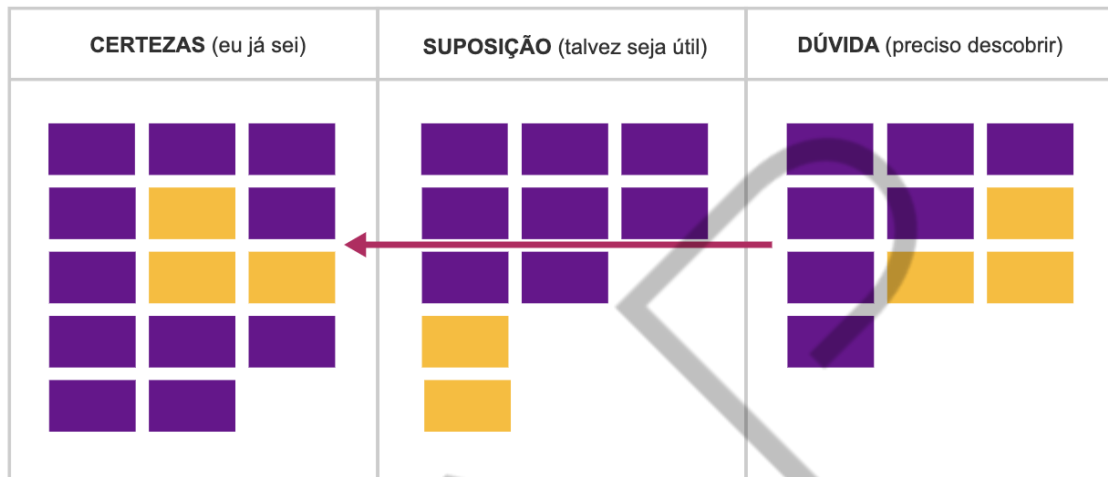 CERTEZAS (eu já sei)
SUPOSIÇÃO (talvez seja útil)
DÚVIDA (preciso descobrir)